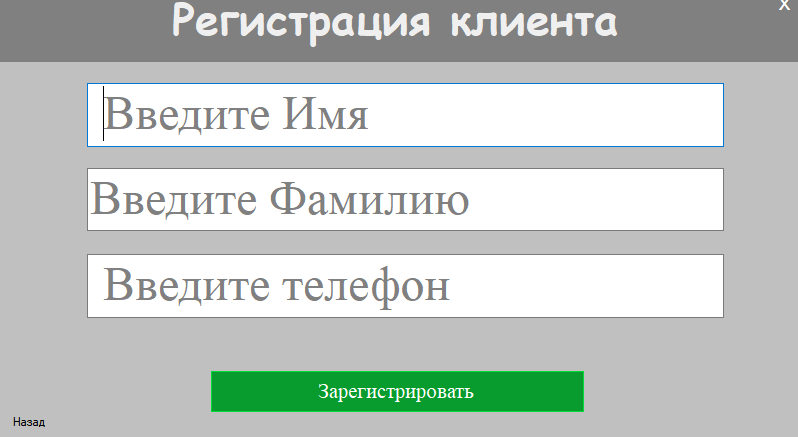 Регистрация клиента
X
Введите Имя
Введите Фамилию
Введите телефон
Зарегистрировать
Назад